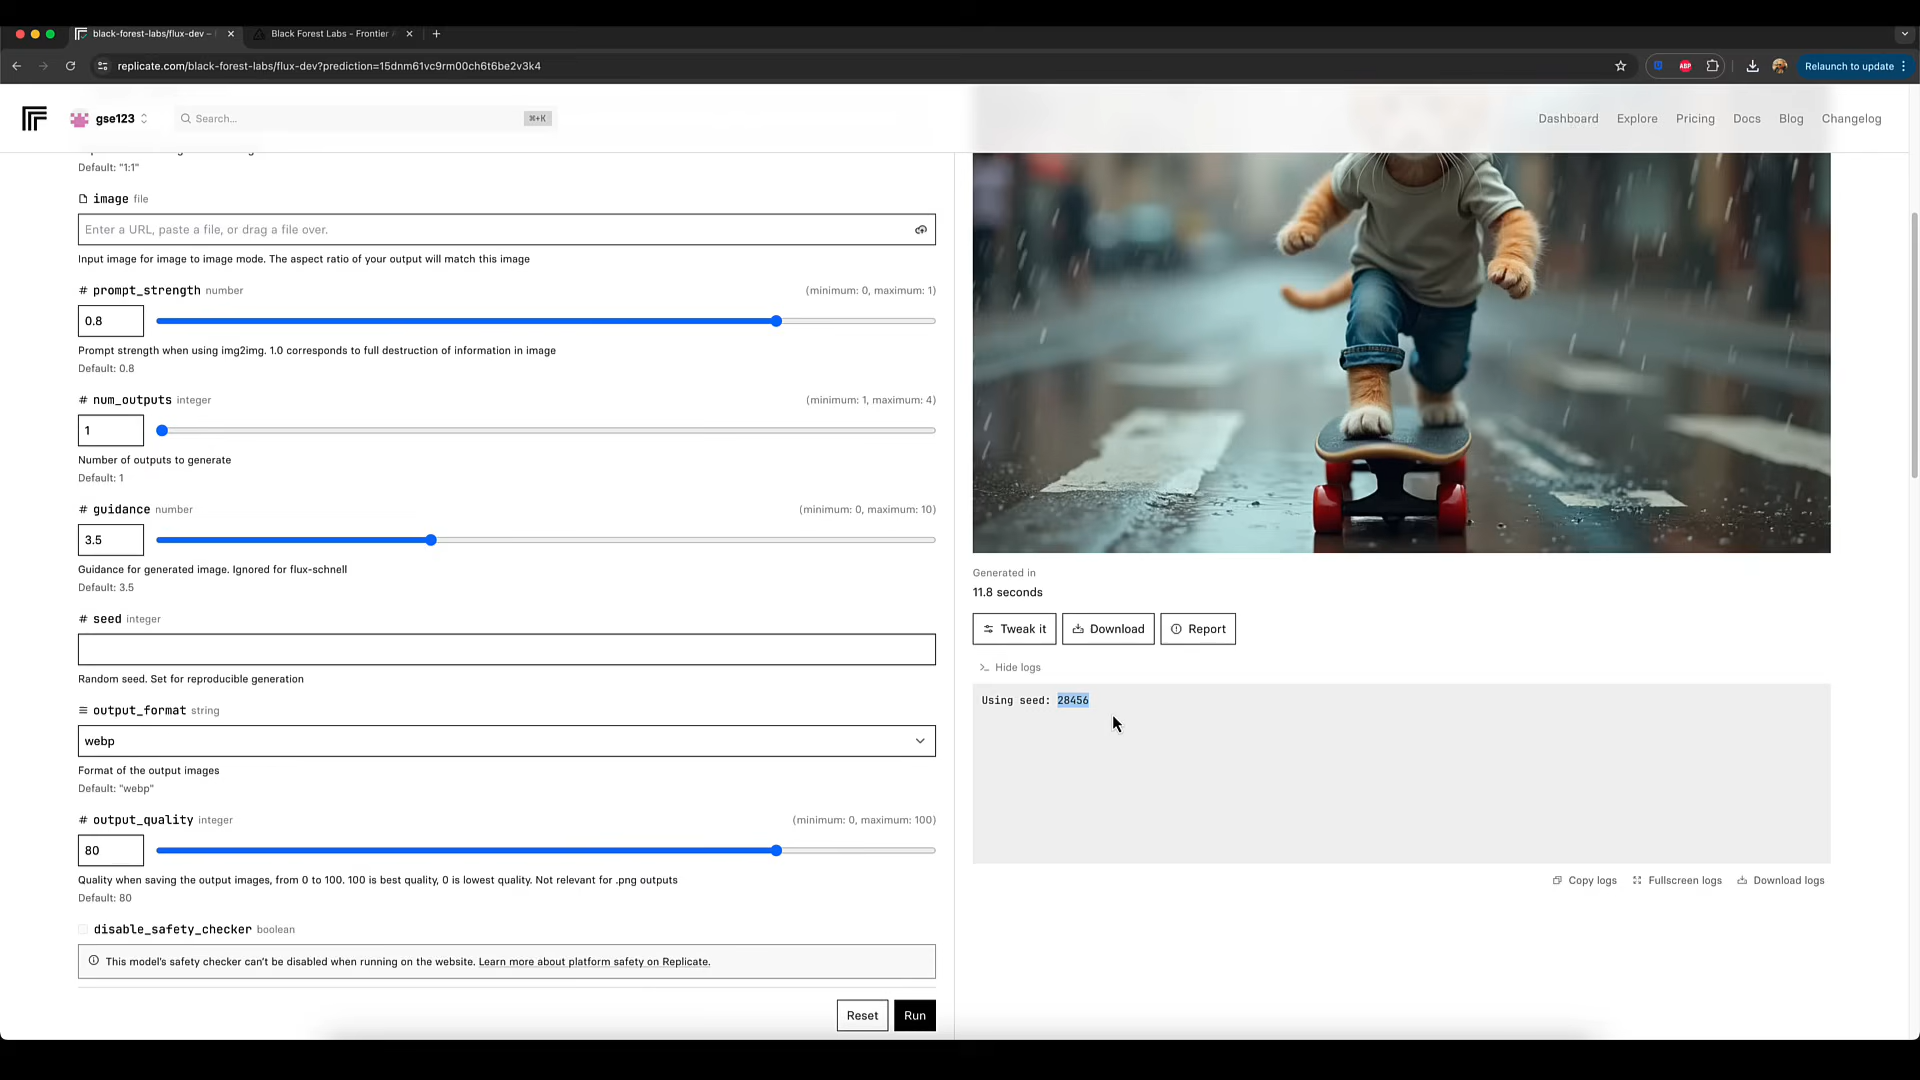 black-forest-labs/flux-dev –
Black Forest Labs - Frontier
replicate.com/black-forest-labs/flux-dev?prediction=15dnm61vc9rm00ch6t6be2v3k4
ABP
Relaunch to update
gse123
Search...
⌘+K
Dashboard
Explore
Pricing
Docs
Blog
Changelog
Default: "1:1"
image file
Enter a URL, paste a file, or drag a file over.
Input image for image to image mode. The aspect ratio of your output will match this image
# prompt_strength number
(minimum: 0, maximum: 1)
0.8
Prompt strength when using img2img. 1.0 corresponds to full destruction of information in image
Default: 0.8
# num_outputs integer
(minimum: 1, maximum: 4)
1
Number of outputs to generate
Default: 1
# guidance number
(minimum: 0, maximum: 10)
3.5
Guidance for generated image. Ignored for flux-schnell
Default: 3.5
# seed integer
Random seed. Set for reproducible generation
output_format string
webp
Format of the output images
Default: "webp"
# output_quality integer
(minimum: 0, maximum: 100)
80
Quality when saving the output images, from 0 to 100. 100 is best quality, 0 is lowest quality. Not relevant for .png outputs
Default: 80
disable_safety_checker boolean
This model's safety checker can't be disabled when running on the website. Learn more about platform safety on Replicate.
Reset
Run
Generated in
11.8 seconds
Tweak it
Download
Report
>_ Hide logs
Using seed: 28456
Copy logs
Fullscreen logs
Download logs